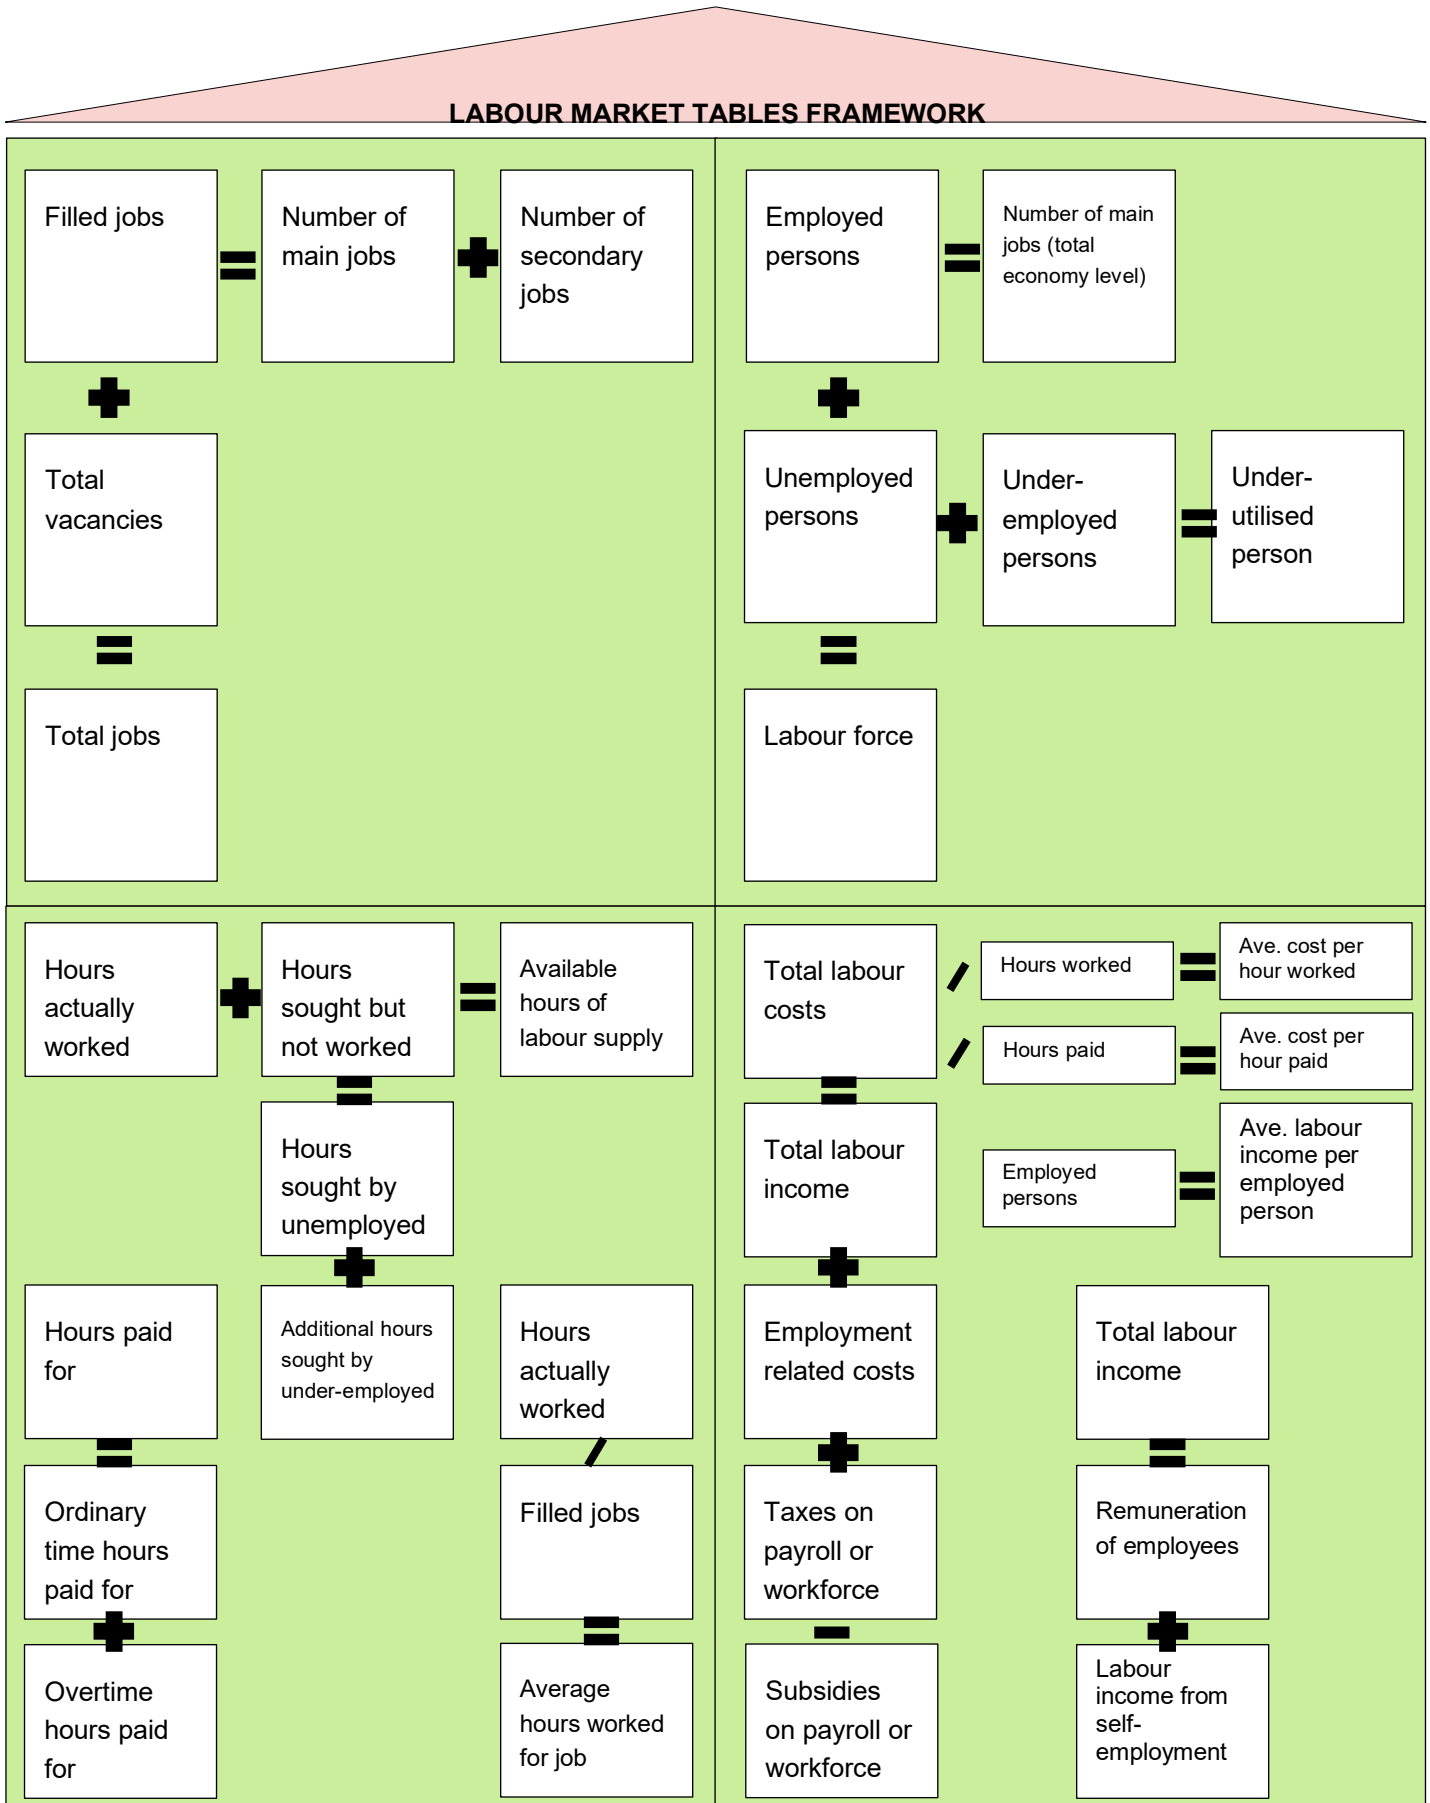 LABOUR MARKET TABLES FRAMEWORK
Filled jobs
=
Number of
main jobs
+
Number of
secondary
jobs
+
Total
vacancies
=
Total jobs
Employed
persons
=
Number of main
jobs (total
economy level)
+
Unemployed
persons
+
Under-
employed
persons
=
Under-
utilised
person
=
Labour force
Hours
actually
worked
+
Hours
sought but
not worked
=
Available
hours of
labour supply
=
Hours
sought by
unemployed
+
Additional hours
sought by
under-employed
Hours paid
for
=
Ordinary
time hours
paid for
+
Overtime
hours paid
for
Hours
actually
worked
/
Filled jobs
=
Average
hours worked
for job
Total labour
costs
/
Hours worked
=
Ave. cost per
hour worked
/
Hours paid
=
Ave. cost per
hour paid
=
Total labour
income
Employed
persons
=
Ave. labour
income per
employed
person
+
Employment
related costs
+
Taxes on
payroll or
workforce
-
Subsidies
on payroll or
workforce
Total labour
income
=
Remuneration
of employees
+
Labour
income from
self-
employment